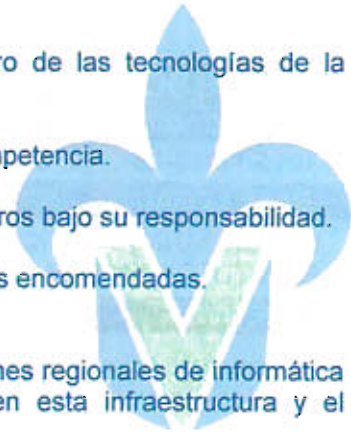 ro de las tecnologías de la
npetencia.
ros bajo su responsabilidad.
s encomendadas.
nes regionales de informática
en esta infraestructura y el